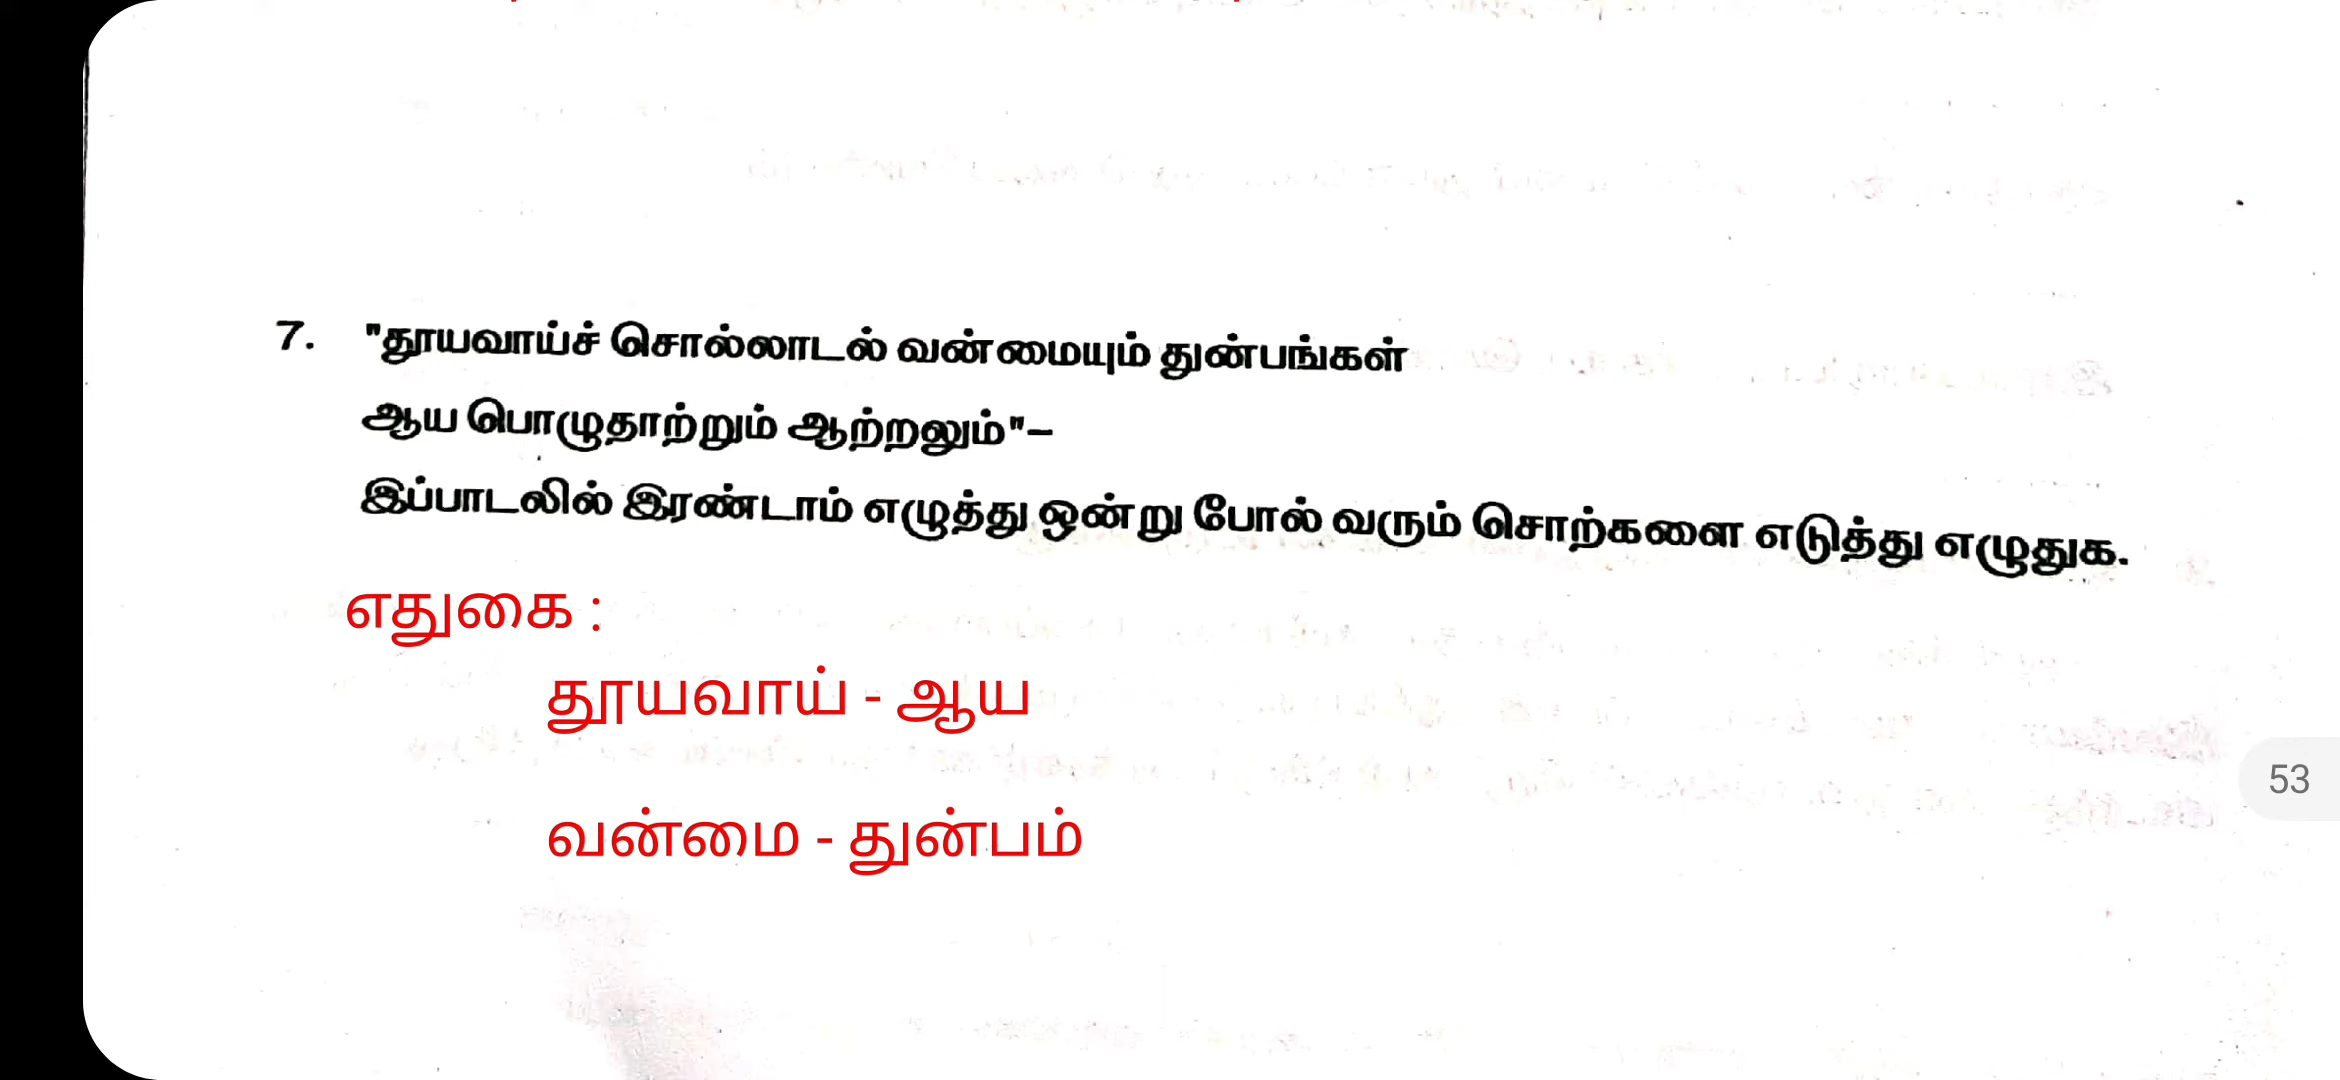 7. "தூயவாய்ச் சொல்லாடல் வன்மையும் துன்பங்கள்
ஆய பொழுதாற்றும் ஆற்றலும்"–
இப்பாடலில் இரண்டாம் எழுத்து ஒன்று போல் வரும் சொற்களை எடுத்து எழுதுக.
எதுகை :
தூயவாய் - ஆய
53
வன்மை - துன்பம்